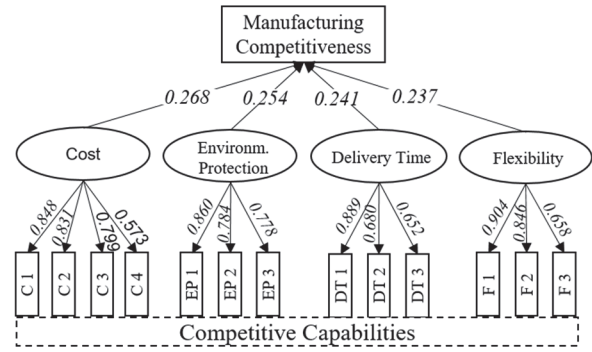 Manufacturing
Competitiveness
0.268
0.254
0.241
0.237
Cost
Environm.
Protection
Delivery Time
Flexibility
0.848
0.831
0.799
0.573
0.860
0.784
0.778
0.889
0.680
0.652
0.904
0.846
0.658
C 1
C 2
C 3
C 4
EP 1
EP 2
EP 3
DT 1
DT 2
DT 3
F 1
F 2
F 3
Competitive Capabilities